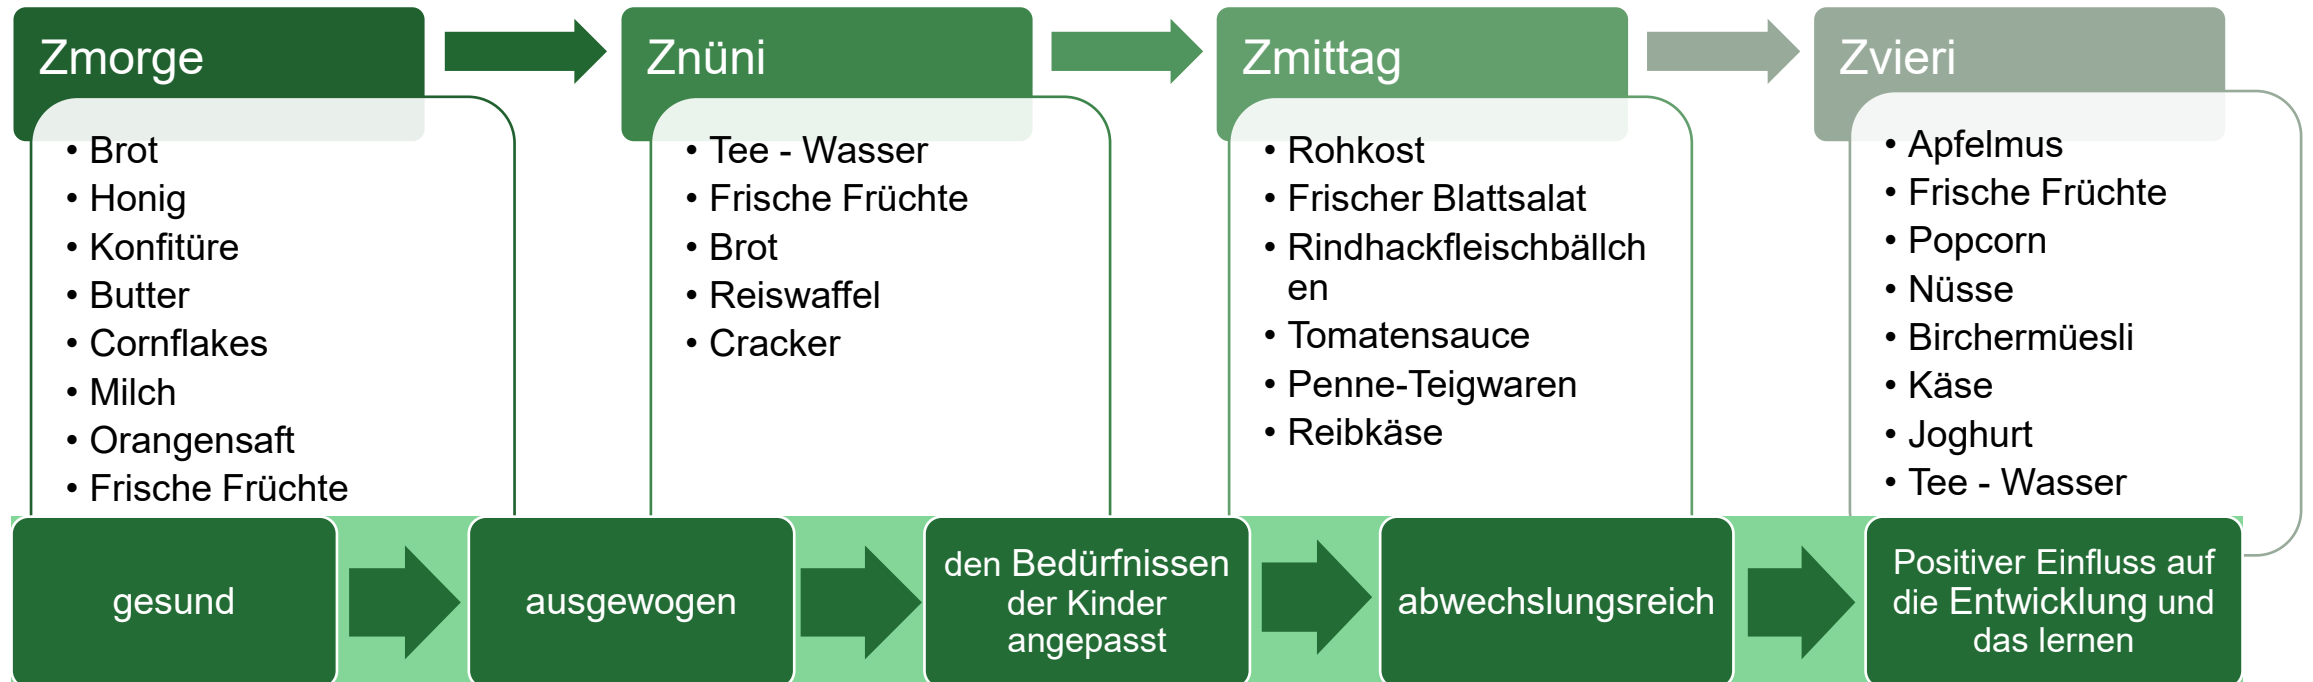 Zmorge
• Brot
• Honig
• Konfitüre
• Butter
• Cornflakes
• Milch
• Orangensaft
• Frische Früchte
Znüni
• Tee - Wasser
• Frische Früchte
• Brot
• Reiswaffel
• Cracker
Zmittag
• Rohkost
• Frischer Blattsalat
• Rindhackfleischbällch
en
• Tomatensauce
• Penne-Teigwaren
• Reibkäse
Zvieri
• Apfelmus
• Frische Früchte
• Popcorn
• Nüsse
• Birchermüesli
• Käse
• Joghurt
• Tee - Wasser
gesund
ausgewogen
den Bedürfnissen
der Kinder
angepasst
abwechslungsreich
Positiver Einfluss auf
die Entwicklung und
das lernen